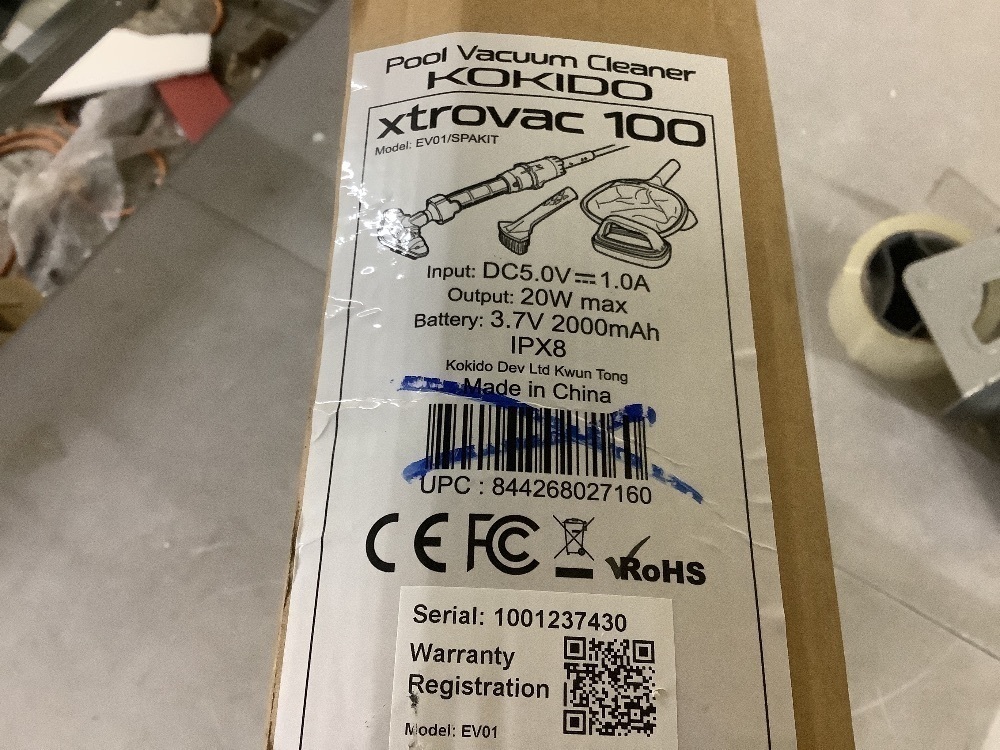 Pool Vacuum Cleaner
KOKIDO
xtrovac 100
Model: EV01/SPAKIT
Input: DC5.0V⎓1.0A
Output: 20W max
Battery: 3.7V 2000mAh
IPX8
Kokido Dev Ltd Kwun Tong
Made in China
UPC : 844268027160
CE FC RoHS
Serial: 1001237430
Warranty
Registration
Model: EV01